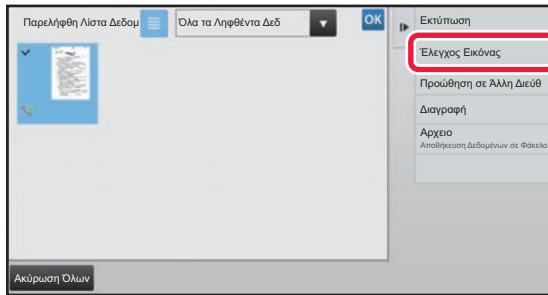 Παρελήφθη Λίστα Δεδομ
Όλα τα Ληφθέντα Δεδ
OK
Εκτύπωση
Έλεγχος Εικόνας
Προώθηση σε Άλλη Διεύθ
Διαγραφή
Αρχειο
Αποθήκευση Δεδομένων σε Φάκελο
Ακύρωση Όλων